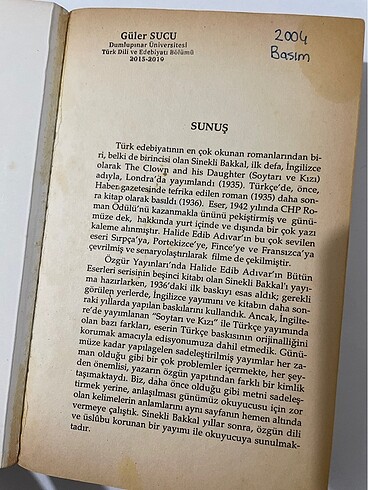 Güler SUCU
Dumlupınar Üniversitesi
Türk Dili ve Edebiyatı Bölümü
2015-2019
2004
Basım
SUNUŞ
Türk edebiyatının en çok okunan romanlarından bi-
ri, belki de birincisi olan Sinekli Bakkal, ilk defa, İngilizce
olarak The Clown and his Daughter (Soytarı ve Kızı)
adıyla, Londra'da yayımlandı (1935). Türkçe'de, önce,
Haber gazetesinde tefrika edilen roman (1935) daha son-
ra kitap olarak basıldı (1936). Eser, 1942 yılında CHP Ro-
man Ödülü'nü kazanmakla ününü pekiştirmiş ve günü-
müze dek, hakkında yurt içinde ve dışında bir çok yazı
kaleme alınmıştır. Halide Edib Adıvar'ın bu çok sevilen
eseri Sırpça'ya, Portekizce'ye, Fince'ye ve Fransızca'ya
çevrilmiş ve senaryolaştırılarak filme de çekilmiştir.
Özgür Yayınları'nda Halide Edib Adıvar'ın Bütün
Eserleri serisinin beşinci kitabı olan Sinekli Bakkal'ı yayı-
ma hazırlarken, 1936'daki ilk baskıyı esas aldık; gerekli
görülen yerlerde, İngilizce yayımını ve kitabın daha son-
raki yıllarda yapılan baskılarını kullandık. Ancak, İngilte-
re'de yayımlanan "Soytarı ve Kızı" ile Türkçe yayımında
olan bazı farkları, eserin Türkçe baskısının orijinalliğini
korumak amacıyla edisyonumuza dahil etmedik. Günü-
müze kadar yapılagelen sadeleştirilmiş yayımlar her za-
man olduğu gibi bir çok problemler içermekte, her şey-
den önemlisi, yazarın özgün yapıtından farklı bir kimlik
taşımaktaydı. Biz, daha önce olduğu gibi metni sadeleş-
tirmek yerine, anlaşılması günümüz okuyucusu için zor
olan kelimelerin anlamlarını aynı sayfanın hemen altında
vermeye çalıştık. Sinekli Bakkal yıllar sonra, özgün dili
ve üslûbu korunan bir yayımı ile okuyucuya sunulmak-
tadır.